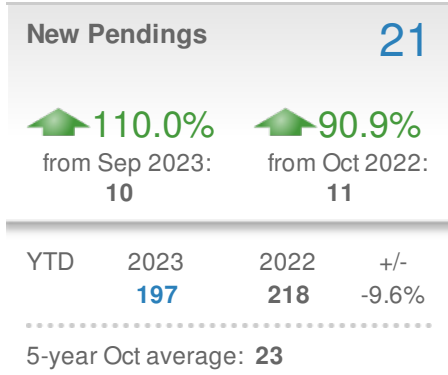 New Pendings 21
110.0% 90.9%
from Sep 2023: from Oct 2022:
10 11
YTD 2023 2022 +/-
197 218 -9.6%
5-year Oct average: 23